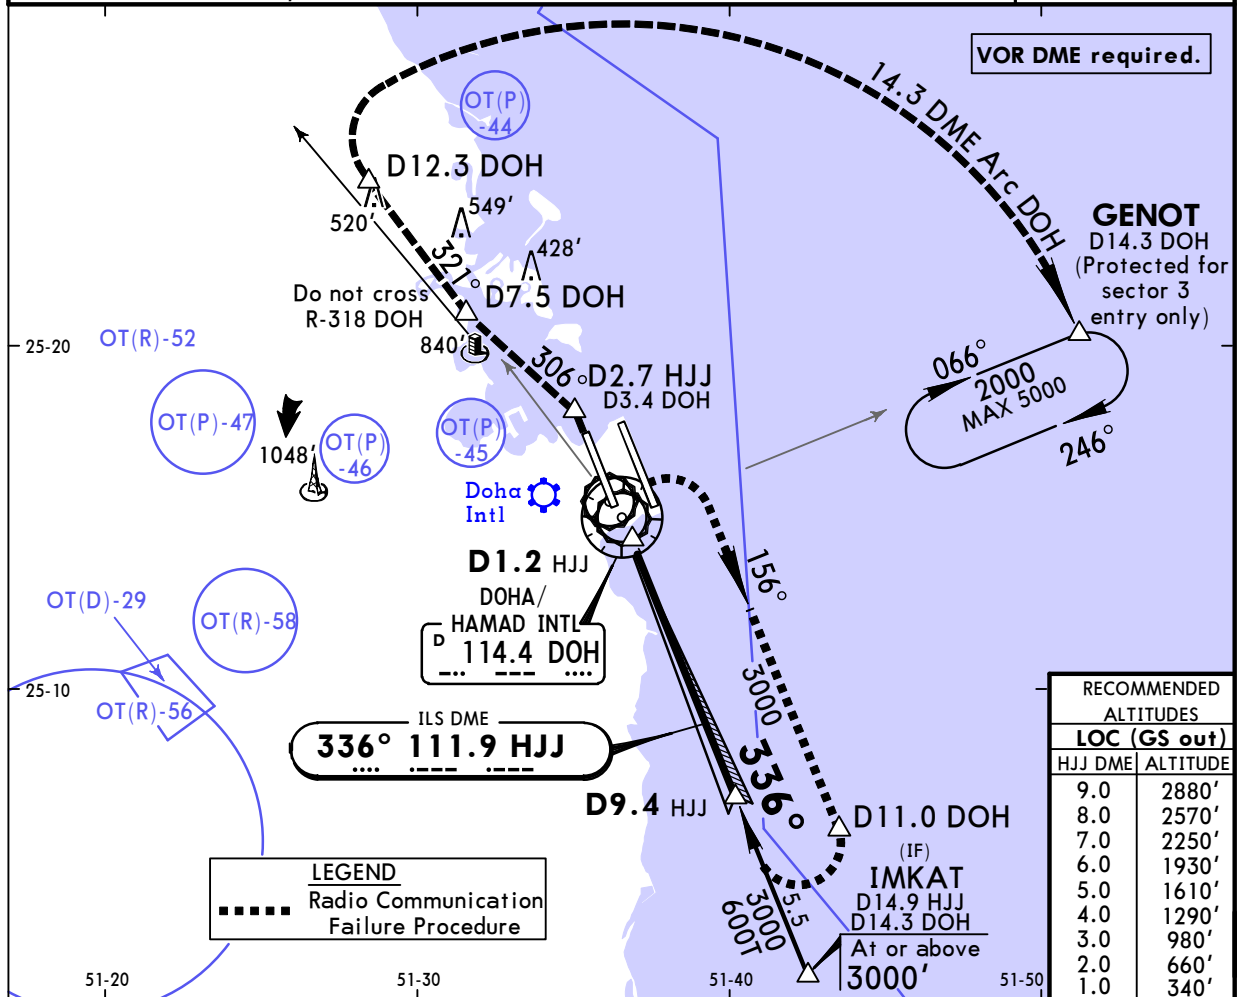 VOR DME required.
14.3 DME Arc DOH
OT(P)
-44
D12.3 DOH
549'
520'
428'
321°
GENOT
D14.3 DOH
(Protected for
sector 3
entry only)
Do not cross
R-318 DOH
D7.5 DOH
OT(R)-52
840'
25-20
306°
D2.7 HJJ
D3.4 DOH
066°
2000
MAX 5000
246°
OT(P)-47
OT(P)
-46
OT(P)
-45
1048'
Doha
Intl
D1.2 HJJ
156°
DOHA/
HAMAD INTL
D 114.4 DOH
OT(D)-29
OT(R)-58
3000
25-10
OT(R)-56
ILS DME
336° 111.9 HJJ
336°
D9.4 HJJ
D11.0 DOH
(IF)
IMKAT
D14.9 HJJ
D14.3 DOH
At or above
3000'
5.5
3000
600T
LEGEND
Radio Communication
Failure Procedure
RECOMMENDED
ALTITUDES
LOC (GS out)
HJJ DME ALTITUDE
9.0 2880'
8.0 2570'
7.0 2250'
6.0 1930'
5.0 1610'
4.0 1290'
3.0 980'
2.0 660'
1.0 340'
51-20
51-30
51-40
51-50